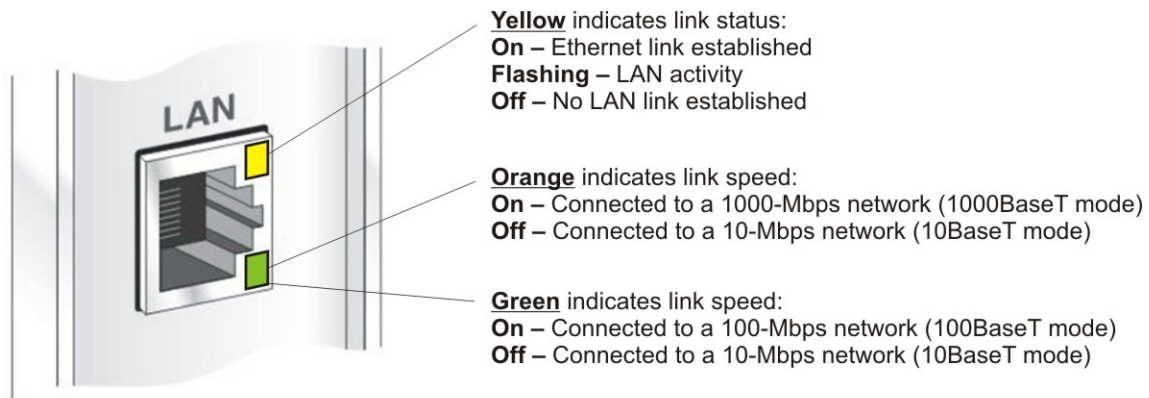 LAN
Yellow indicates link status:
On – Ethernet link established
Flashing – LAN activity
Off – No LAN link established
Orange indicates link speed:
On – Connected to a 1000-Mbps network (1000BaseT mode)
Off – Connected to a 10-Mbps network (10BaseT mode)
Green indicates link speed:
On – Connected to a 100-Mbps network (100BaseT mode)
Off – Connected to a 10-Mbps network (10BaseT mode)